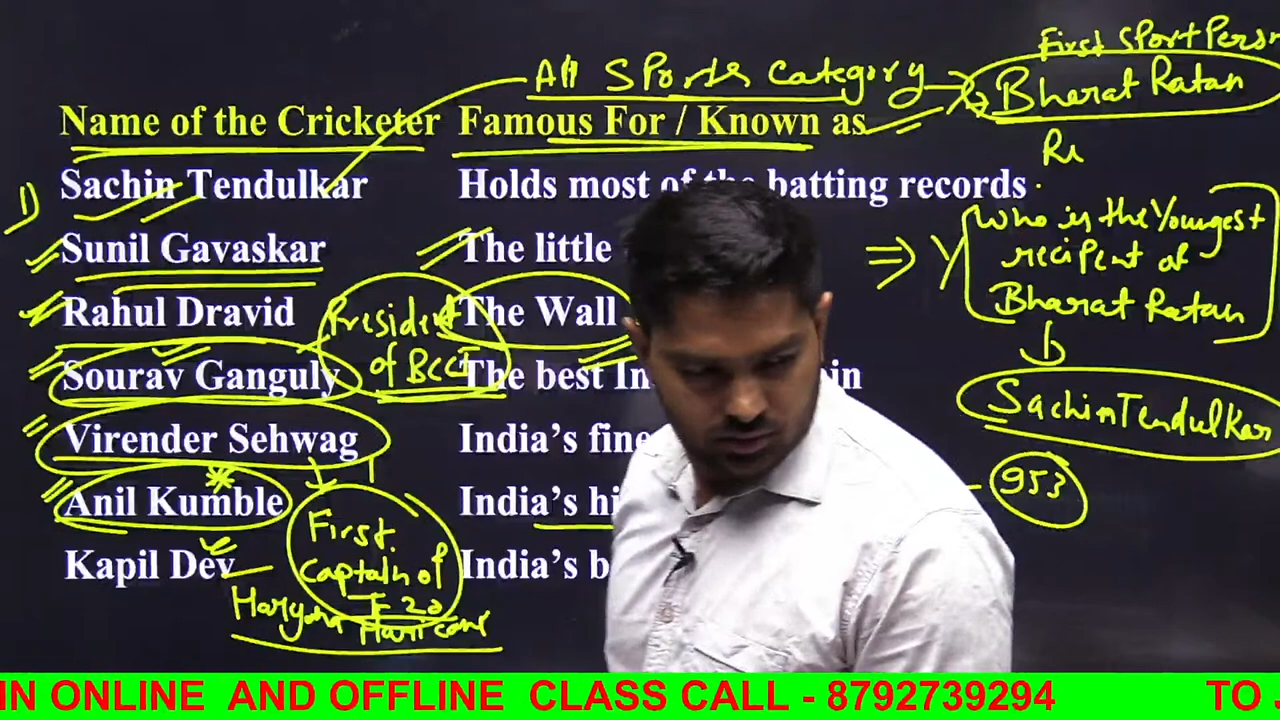 First Sport Person
All Sports Category
Bharat Ratan
Name of the Cricketer Famous For / Known as
Sachin Tendulkar Holds most of the batting records
Who is the Youngest
recipient of
Bharat Ratan
Sachin Tendulkar
Sunil Gavaskar The little
Rahul Dravid The Wall
President
of BCCI
Sourav Ganguly The best In
Virender Sehwag India's fine
Anil Kumble India's hi
953
Kapil Dev India's b
First
captain of
T-20
Haryana Hurricane
IN ONLINE AND OFFLINE CLASS CALL - 8792739294 TO